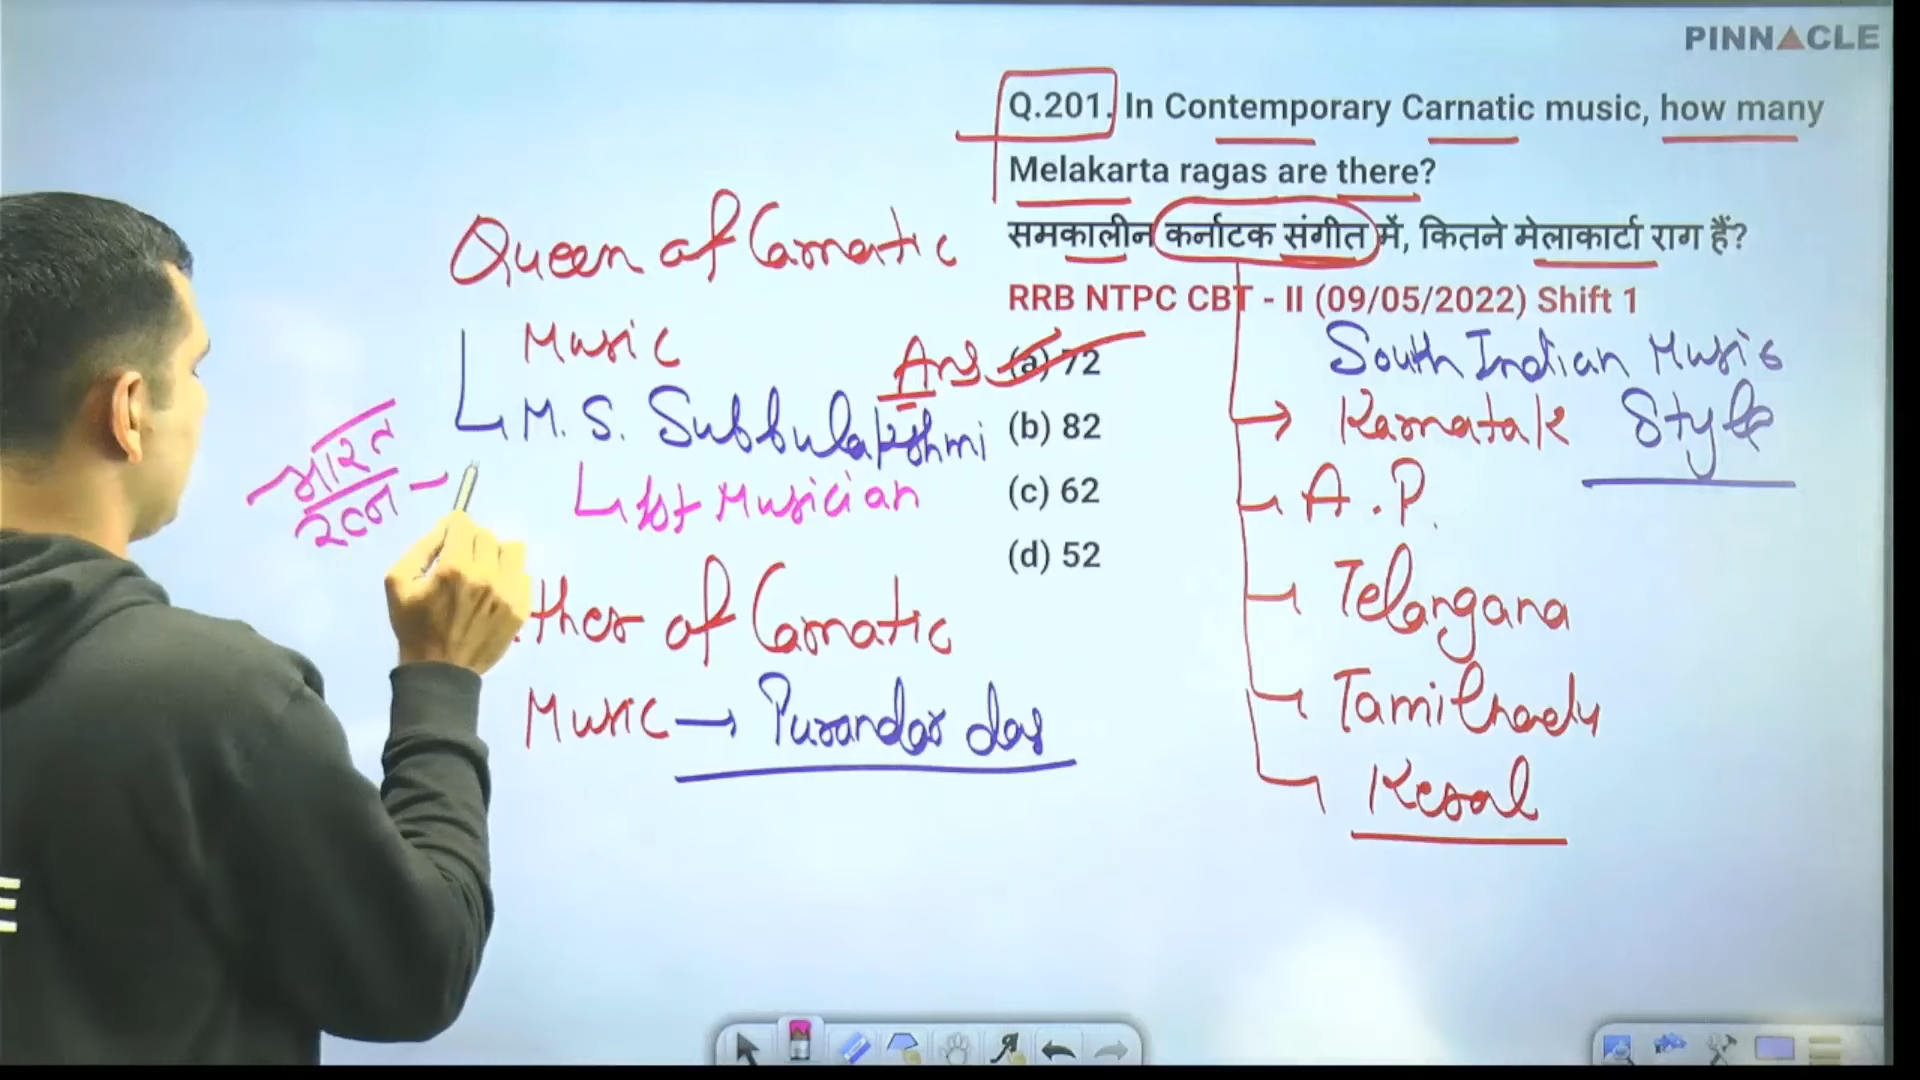 PINNACLE
Q.201. In Contemporary Carnatic music, how many
Melakarta ragas are there?
समकालीन कर्नाटक संगीत में, कितने मेलाकार्टा राग हैं?
RRB NTPC CBT - II (09/05/2022) Shift 1
Ans (a) 72
(b) 82
(c) 62
(d) 52
Queen of Carnatic
Music
M. S. Subbulakshmi
1st Musician
भारत
रत्न
ther of Carnatic
Music → Purandar das
South Indian Music
Style
Karnatak
A.P.
Telangana
Tamilnadu
Keral
E